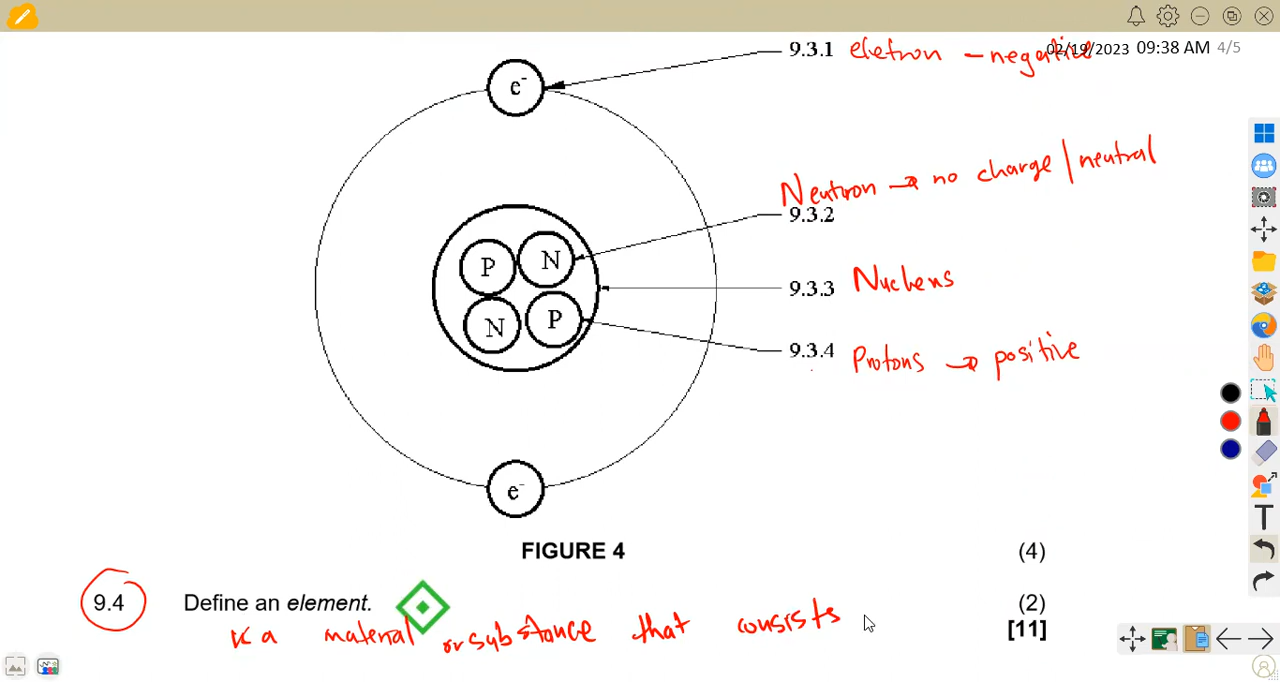 02/19/2023 09:38 AM 4/5
9.3.1 eletron - negative
e-
Neutron → no charge / neutral
9.3.2
P N
9.3.3 Nucleus
N P
9.3.4 Protons → positive
e-
FIGURE 4 (4)
9.4 Define an element. (2)
is a material or substance that consists [11]
T